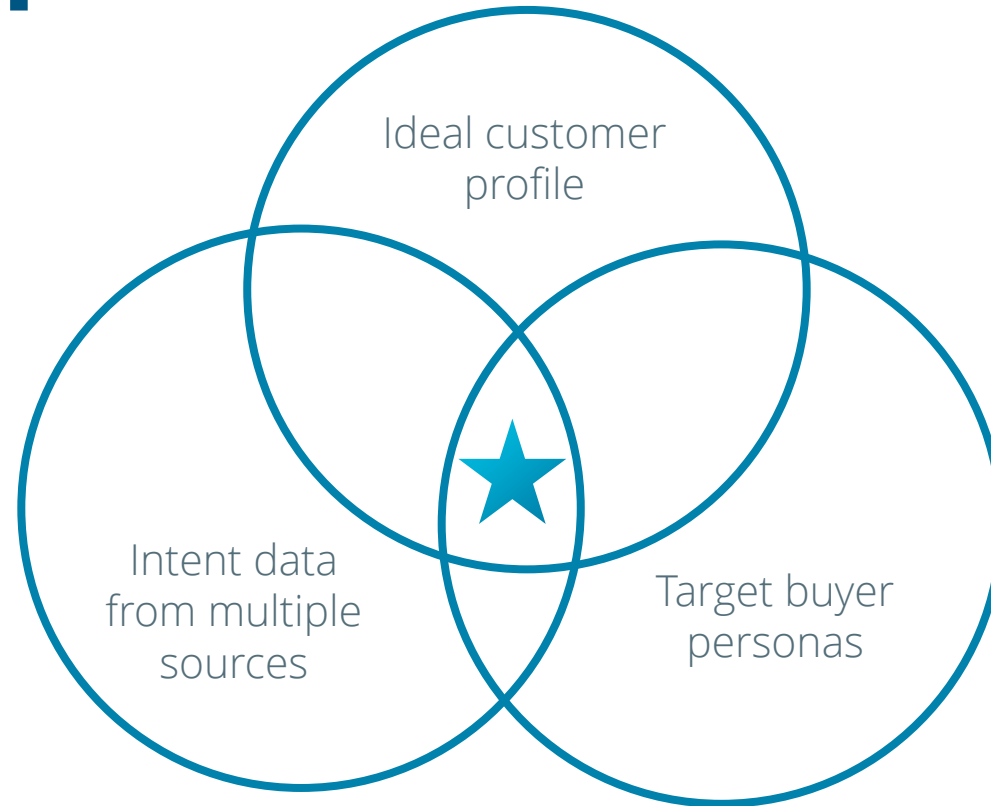 Ideal customer
profile
Intent data
from multiple
sources
Target buyer
personas